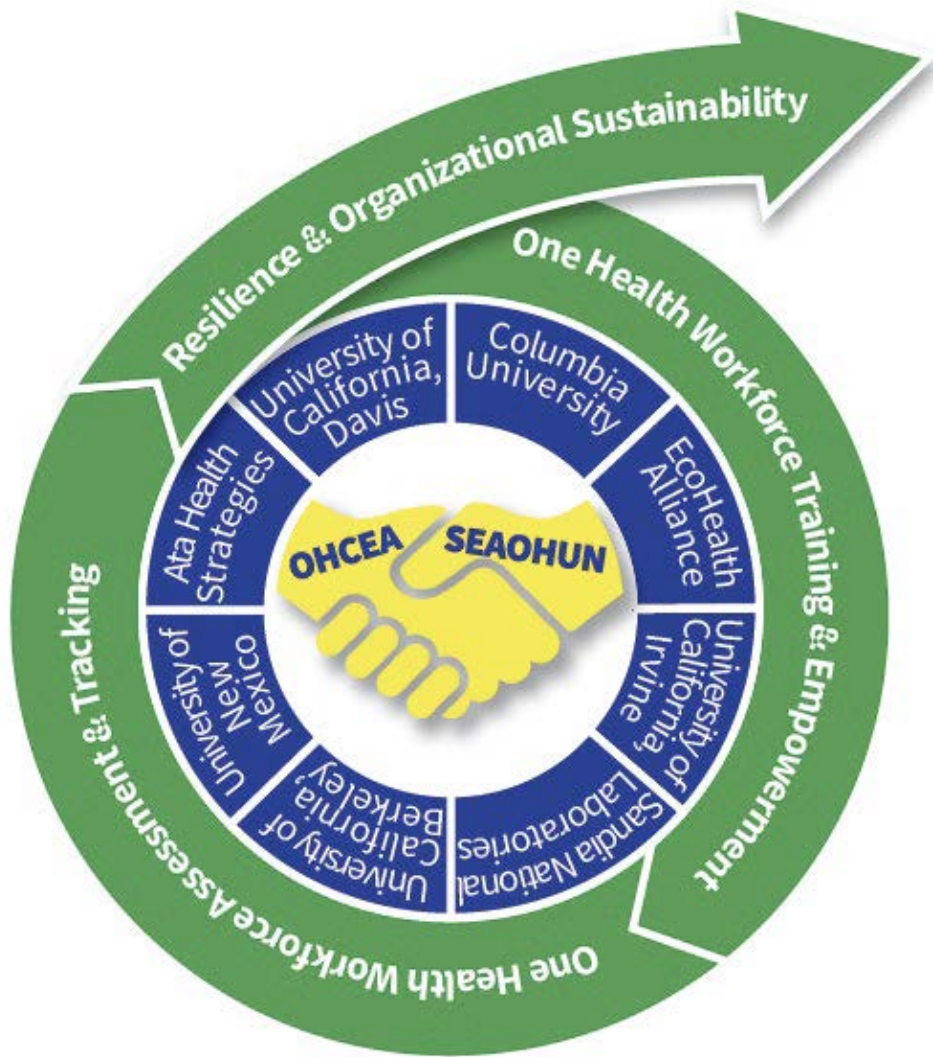 Resilience & Organizational Sustainability
One Health Workforce Training & Empowerment
One Health Workforce Assessment & Tracking
University of
California,
Davis
Columbia
University
EcoHealth
Alliance
University of
California,
Irvine
Sandia National
Laboratories
University of
California,
Berkeley
University of
New
Mexico
Ata Health
Strategies
OHCEA
SEAOHUN